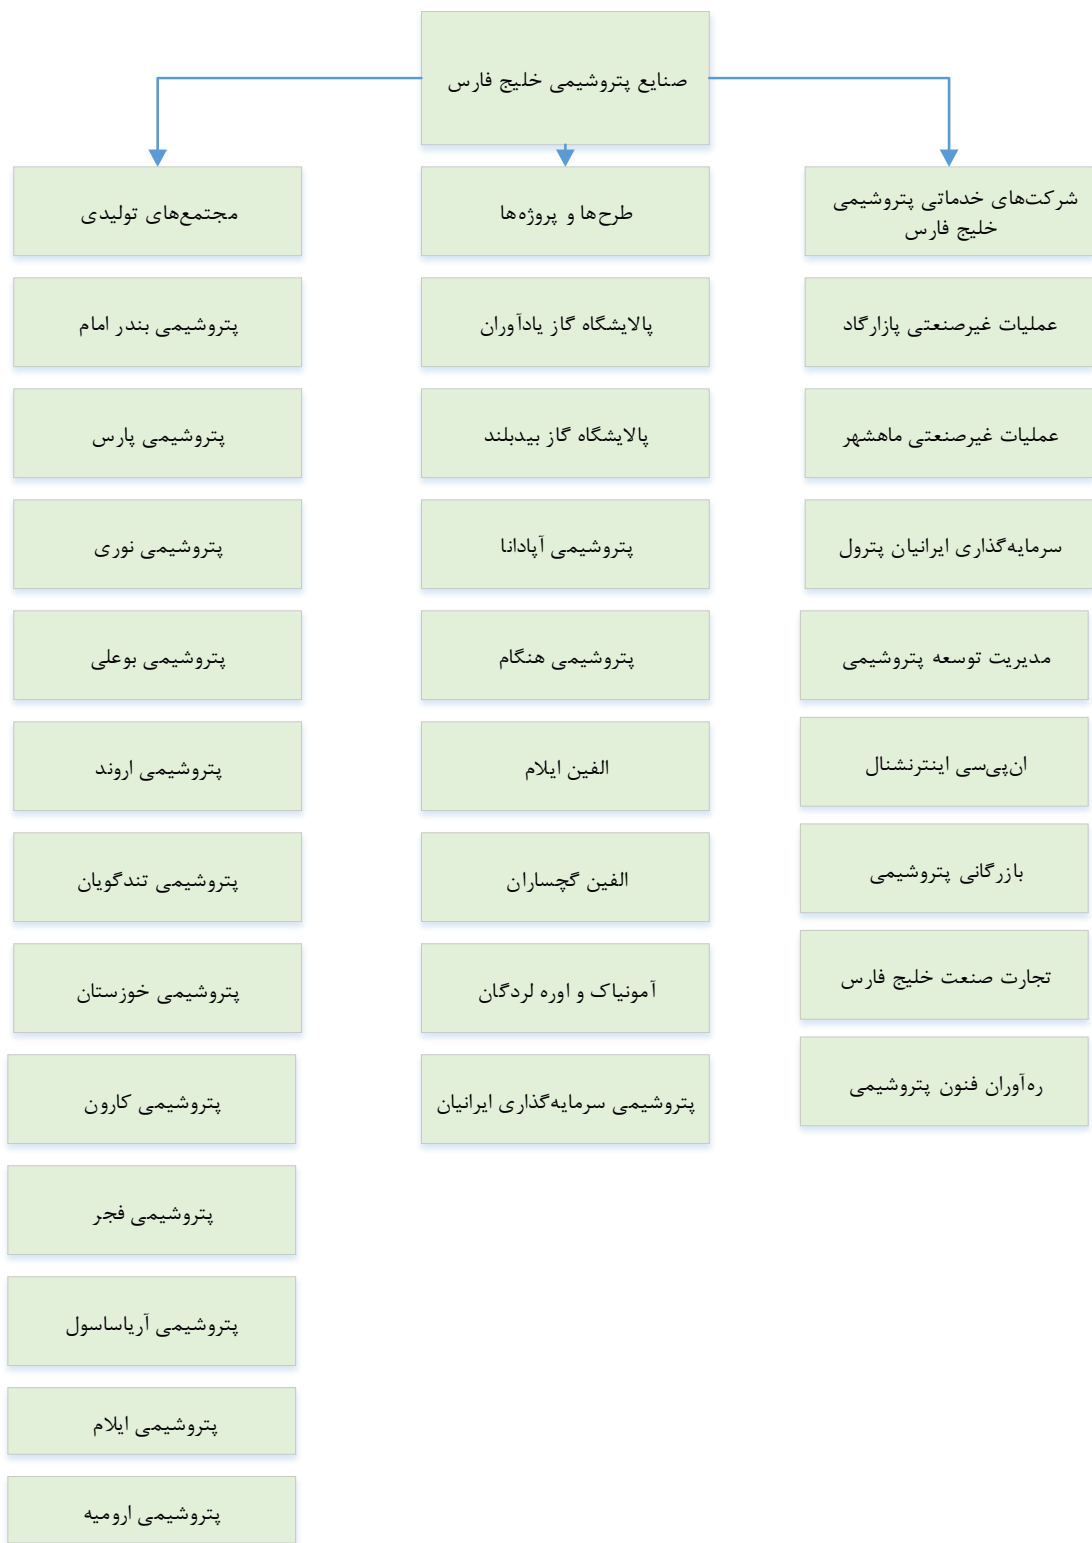 صنایع پتروشیمی خلیج فارس
شرکت‌های خدماتی پتروشیمی
خلیج فارس
عملیات غیرصنعتی پازارگاد
عملیات غیرصنعتی ماهشهر
سرمایه‌گذاری ایرانیان پترول
مدیریت توسعه پتروشیمی
ان‌پی‌سی اینترنشنال
بازرگانی پتروشیمی
تجارت صنعت خلیج فارس
ره‌آوران فنون پتروشیمی
طرح‌ها و پروژه‌ها
پالایشگاه گاز یادآوران
پالایشگاه گاز بیدبلند
پتروشیمی آپادانا
پتروشیمی هنگام
الفین ایلام
الفین گچساران
آمونیاک و اوره لردگان
پتروشیمی سرمایه‌گذاری ایرانیان
مجتمع‌های تولیدی
پتروشیمی بندر امام
پتروشیمی پارس
پتروشیمی نوری
پتروشیمی بوعلی
پتروشیمی اروند
پتروشیمی تندگویان
پتروشیمی خوزستان
پتروشیمی کارون
پتروشیمی فجر
پتروشیمی آریاساسول
پتروشیمی ایلام
پتروشیمی ارومیه